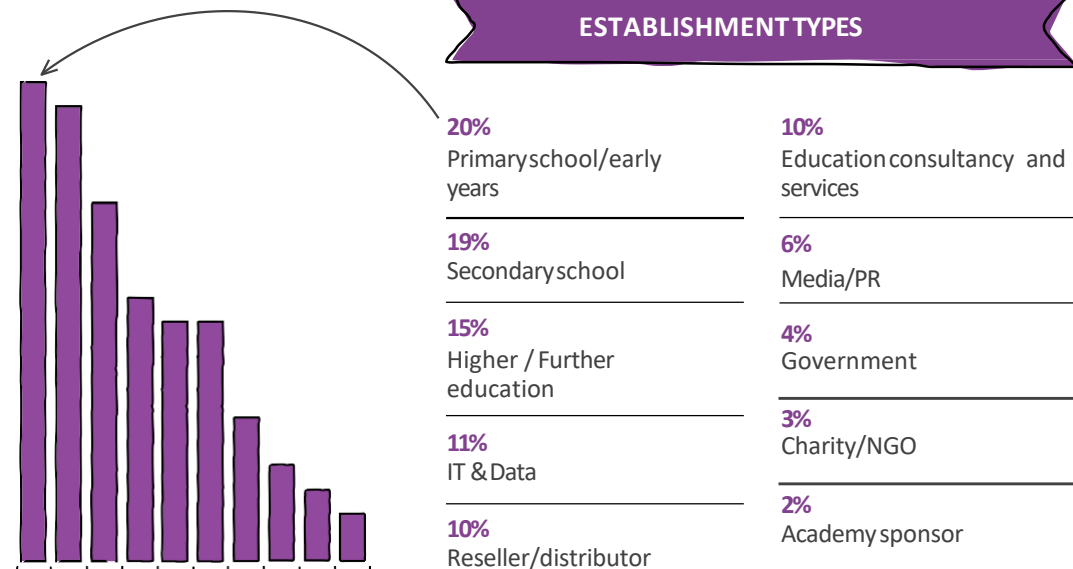 ESTABLISHMENT TYPES
20%
Primary school/early
years
19%
Secondary school
15%
Higher / Further
education
11%
IT & Data
10%
Reseller/distributor
10%
Education consultancy and
services
6%
Media/PR
4%
Government
3%
Charity/NGO
2%
Academy sponsor